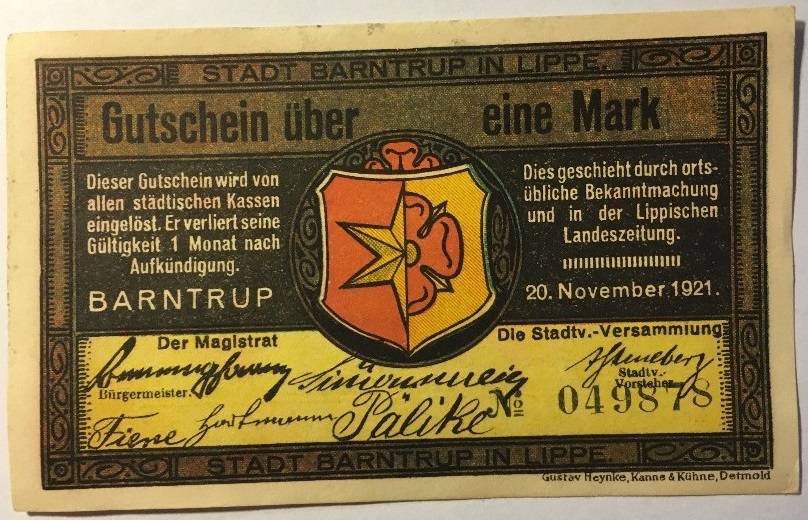 STADT BARNTRUP IN LIPPE.
Gutschein über eine Mark
Dieser Gutschein wird von
allen städtischen Kassen
eingelöst. Er verliert seine
Gültigkeit 1 Monat nach
Aufkündigung.
BARNTRUP
Dies geschieht durch orts-
übliche Bekanntmachung
und in der Lippischen
Landeszeitung.
20. November 1921.
Der Magistrat
Bürgermeister.
Fiene Hartmann Pälike
Die Stadtv.-Versammlung
Stadtv.-
Vorsteher
No 049878
STADT BARNTRUP IN LIPPE.
Gustav Heynke, Kanne & Kühne, Detmold